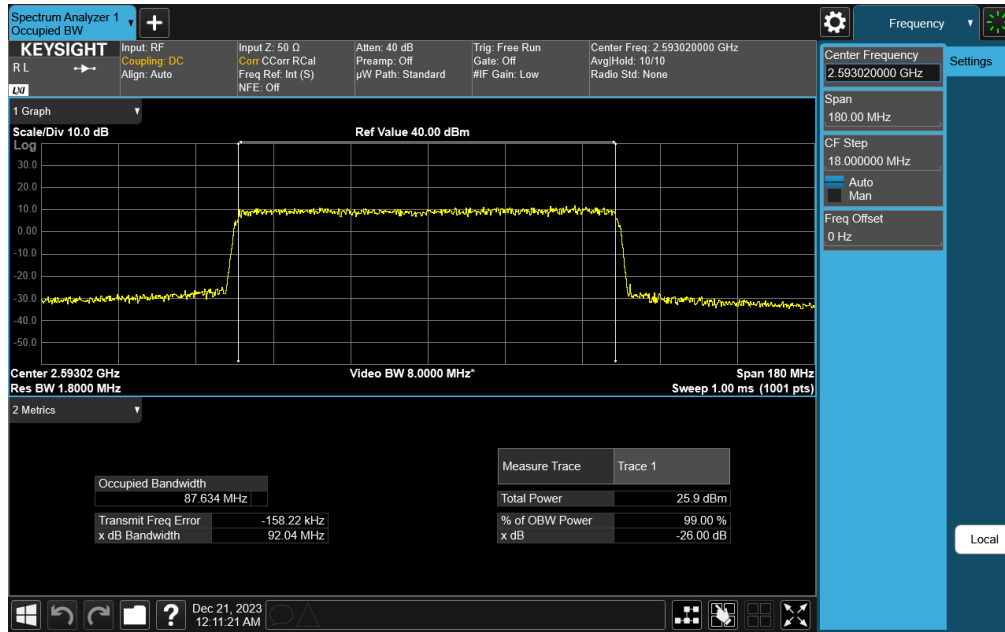 Spectrum Analyzer 1
Occupied BW
Frequency
KEYSIGHT
R L
LXI
Input: RF
Coupling: DC
Align: Auto
Input Z: 50 Ω
Corr CCorr RCal
Freq Ref: Int (S)
NFE: Off
Atten: 40 dB
Preamp: Off
µW Path: Standard
Trig: Free Run
Gate: Off
#IF Gain: Low
Center Freq: 2.593020000 GHz
Avg|Hold: 10/10
Radio Std: None
Center Frequency
2.593020000 GHz
Settings
Span
180.00 MHz
CF Step
18.000000 MHz
Auto
Man
Freq Offset
0 Hz
Local
1 Graph
Scale/Div 10.0 dB
Ref Value 40.00 dBm
Log
30.0
20.0
10.0
0.00
-10.0
-20.0
-30.0
-40.0
-50.0
Center 2.59302 GHz
Video BW 8.0000 MHz*
Span 180 MHz
Res BW 1.8000 MHz
Sweep 1.00 ms (1001 pts)
2 Metrics
Measure Trace Trace 1
Occupied Bandwidth
87.634 MHz
Total Power 25.9 dBm
Transmit Freq Error -158.22 kHz
% of OBW Power 99.00 %
x dB Bandwidth 92.04 MHz
x dB -26.00 dB
Dec 21, 2023
12:11:21 AM